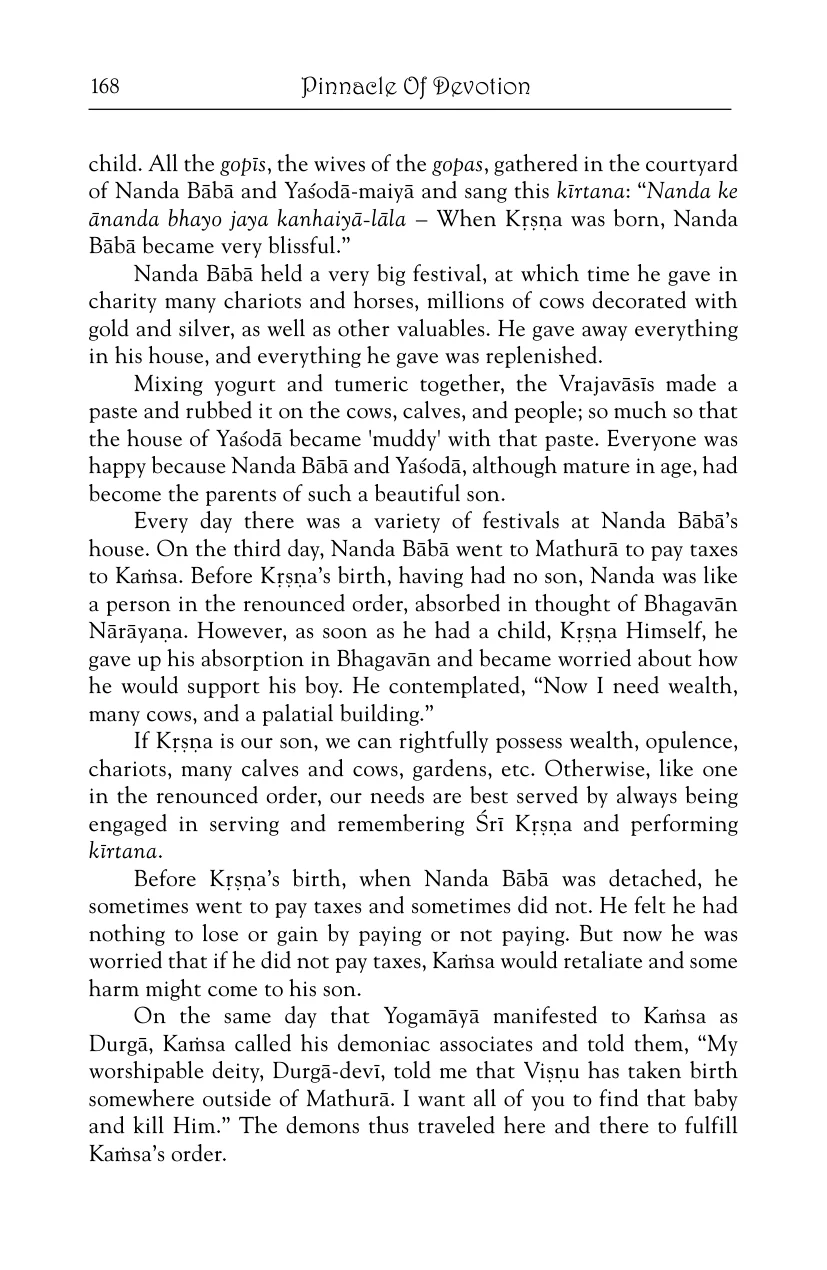 168 Pinnacle Of Devotion
child. All the gopīs, the wives of the gopas, gathered in the courtyard
of Nanda Bābā and Yaśodā-maiyā and sang this kīrtana: “Nanda ke
ānanda bhayo jaya kanhaiyā-lāla – When Kṛṣṇa was born, Nanda
Bābā became very blissful.”
Nanda Bābā held a very big festival, at which time he gave in
charity many chariots and horses, millions of cows decorated with
gold and silver, as well as other valuables. He gave away everything
in his house, and everything he gave was replenished.
Mixing yogurt and tumeric together, the Vrajavāsīs made a
paste and rubbed it on the cows, calves, and people; so much so that
the house of Yaśodā became 'muddy' with that paste. Everyone was
happy because Nanda Bābā and Yaśodā, although mature in age, had
become the parents of such a beautiful son.
Every day there was a variety of festivals at Nanda Bābā’s
house. On the third day, Nanda Bābā went to Mathurā to pay taxes
to Kaṁsa. Before Kṛṣṇa’s birth, having had no son, Nanda was like
a person in the renounced order, absorbed in thought of Bhagavān
Nārāyaṇa. However, as soon as he had a child, Kṛṣṇa Himself, he
gave up his absorption in Bhagavān and became worried about how
he would support his boy. He contemplated, “Now I need wealth,
many cows, and a palatial building.”
If Kṛṣṇa is our son, we can rightfully possess wealth, opulence,
chariots, many calves and cows, gardens, etc. Otherwise, like one
in the renounced order, our needs are best served by always being
engaged in serving and remembering Śrī Kṛṣṇa and performing
kīrtana.
Before Kṛṣṇa’s birth, when Nanda Bābā was detached, he
sometimes went to pay taxes and sometimes did not. He felt he had
nothing to lose or gain by paying or not paying. But now he was
worried that if he did not pay taxes, Kaṁsa would retaliate and some
harm might come to his son.
On the same day that Yogamāyā manifested to Kaṁsa as
Durgā, Kaṁsa called his demoniac associates and told them, “My
worshipable deity, Durgā-devī, told me that Viṣṇu has taken birth
somewhere outside of Mathurā. I want all of you to find that baby
and kill Him.” The demons thus traveled here and there to fulfill
Kaṁsa’s order.